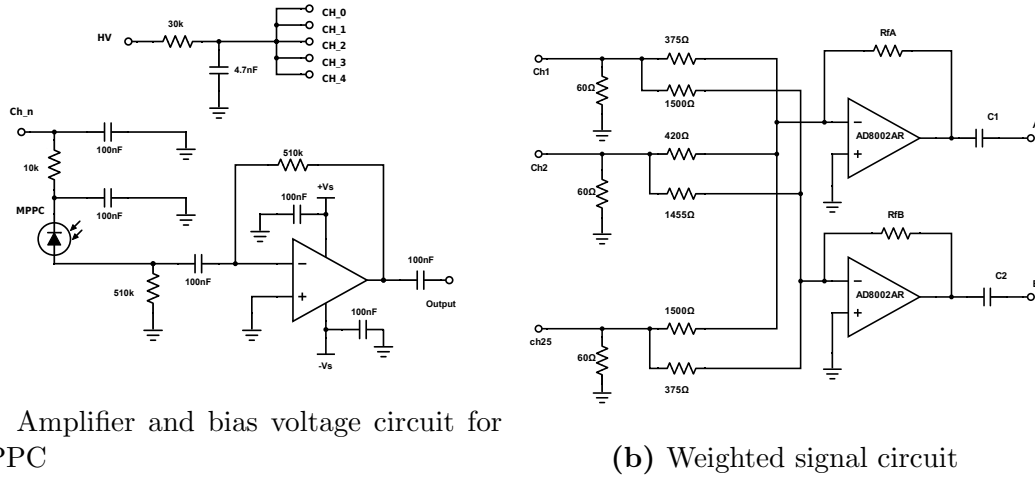 30k
HV
4.7nF
CH_0
CH_1
CH_2
CH_3
CH_4
Ch_n
100nF
10k
MPPC
100nF
510k
100nF
510k
+Vs
100nF
100nF
Output
100nF
-Vs
Amplifier and bias voltage circuit for
PPC
Ch1
60Ω
375Ω
1500Ω
Ch2
60Ω
420Ω
1455Ω
ch25
60Ω
1500Ω
375Ω
RfA
AD8002AR
C1
RfB
AD8002AR
C2
(b) Weighted signal circuit